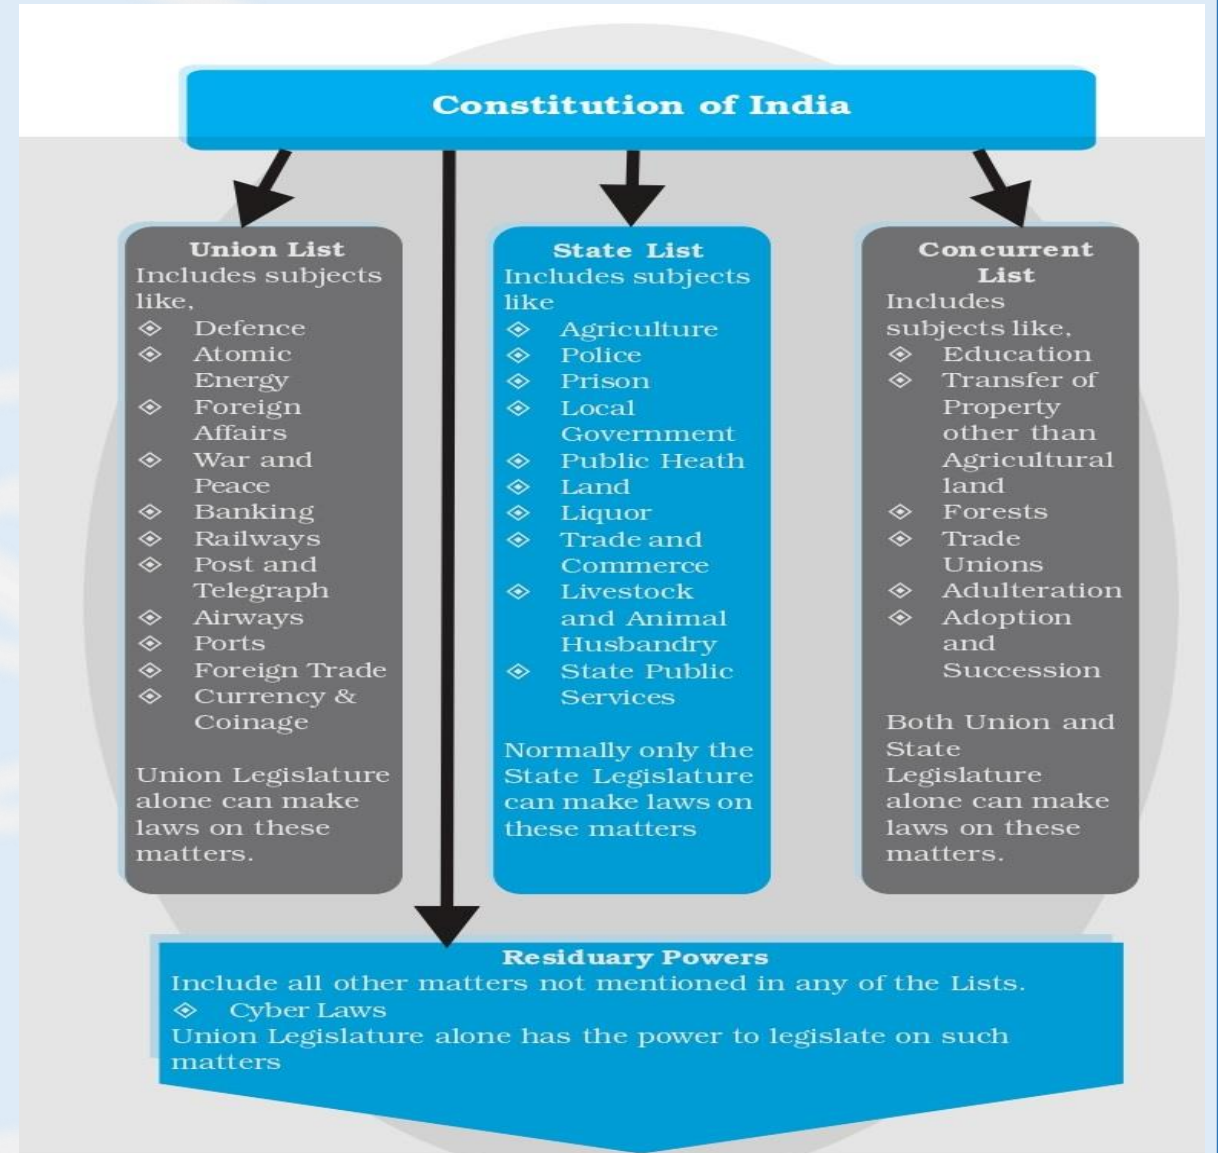 Constitution of India
Union List
Includes subjects
like,
◈ Defence
◈ Atomic
Energy
◈ Foreign
Affairs
◈ War and
Peace
◈ Banking
◈ Railways
◈ Post and
Telegraph
◈ Airways
◈ Ports
◈ Foreign Trade
◈ Currency &
Coinage
Union Legislature
alone can make
laws on these
matters.
State List
Includes subjects
like
◈ Agriculture
◈ Police
◈ Prison
◈ Local
Government
◈ Public Heath
◈ Land
◈ Liquor
◈ Trade and
Commerce
◈ Livestock
and Animal
Husbandry
◈ State Public
Services
Normally only the
State Legislature
can make laws on
these matters
Concurrent
List
Includes
subjects like,
◈ Education
◈ Transfer of
Property
other than
Agricultural
land
◈ Forests
◈ Trade
Unions
◈ Adulteration
◈ Adoption
and
Succession
Both Union and
State
Legislature
alone can make
laws on these
matters.
Residuary Powers
Include all other matters not mentioned in any of the Lists.
◈ Cyber Laws
Union Legislature alone has the power to legislate on such
matters